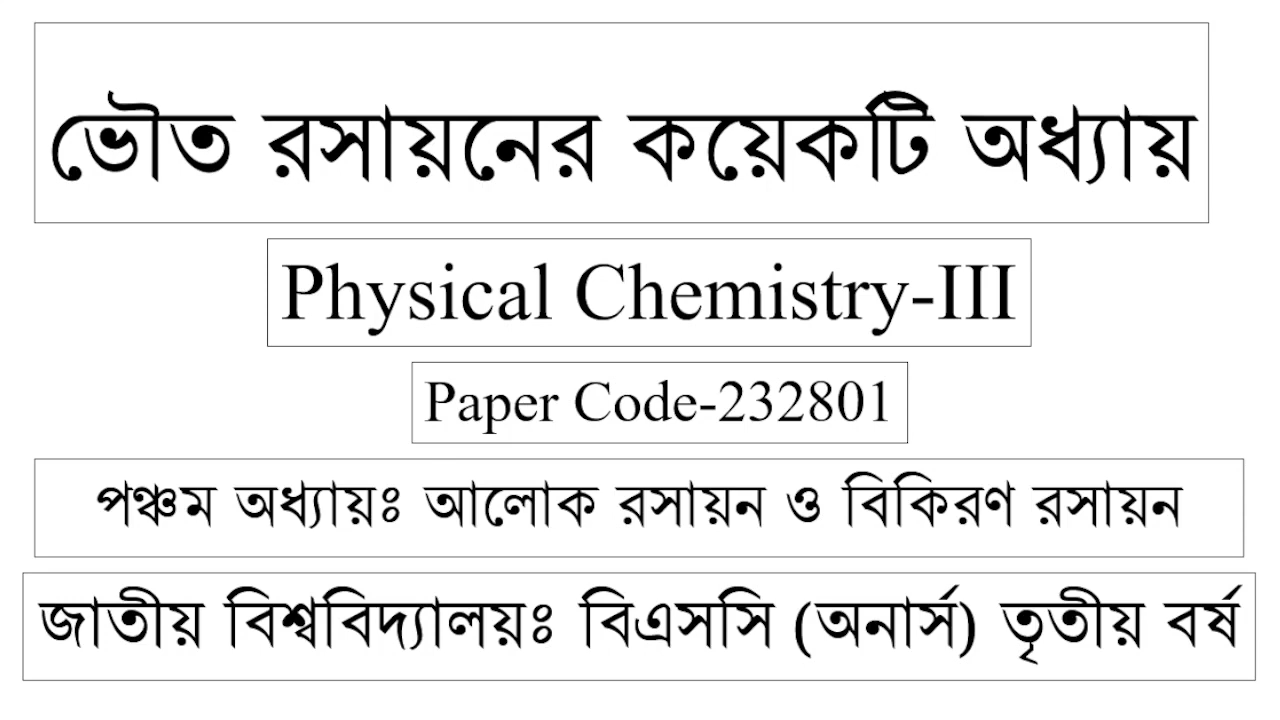 ভৌত রসায়নের কয়েকটি অধ্যায়
Physical Chemistry-III
Paper Code-232801
পঞ্চম অধ্যায়ঃ আলোক রসায়ন ও বিকিরণ রসায়ন
জাতীয় বিশ্ববিদ্যালয়ঃ বিএসসি (অনার্স) তৃতীয় বর্ষ